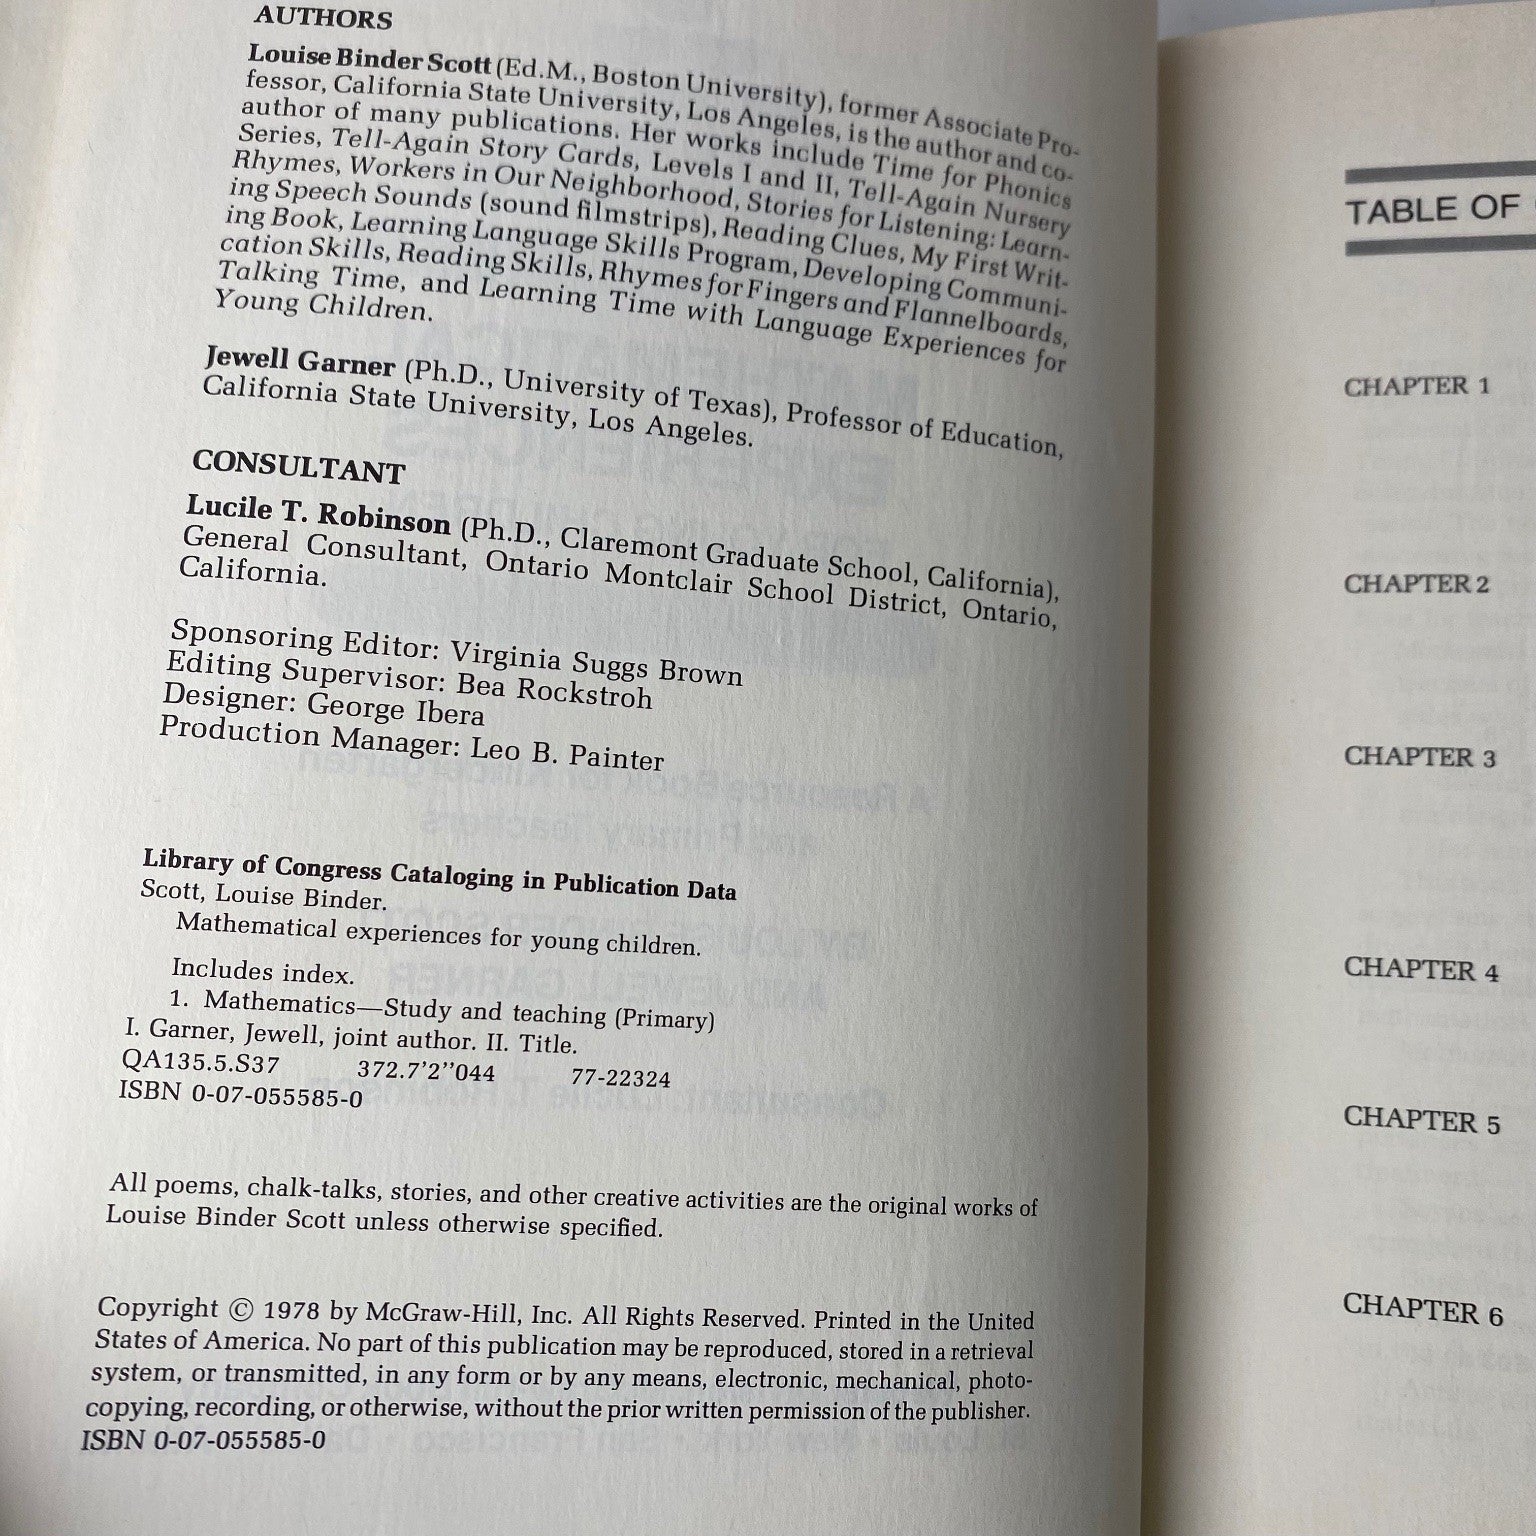 AUTHORS
Louise Binder Scott (Ed.M., Boston University), former Associate Pro-
fessor, California State University, Los Angeles, is the author and co-
author of many publications. Her works include Time for Phonics
Series, Tell-Again Story Cards, Levels I and II, Tell-Again Nursery
Rhymes, Workers in Our Neighborhood, Stories for Listening: Learn-
ing Speech Sounds (sound filmstrips), Reading Clues, My First Writ-
ing Book, Learning Language Skills Program, Developing Communi-
cation Skills, Reading Skills, Rhymes for Fingers and Flannelboards,
Talking Time, and Learning Time with Language Experiences for
Young Children.
Jewell Garner (Ph.D., University of Texas), Professor of Education,
California State University, Los Angeles.
CONSULTANT
Lucile T. Robinson (Ph.D., Claremont Graduate School, California),
General Consultant, Ontario Montclair School District, Ontario,
California.
Sponsoring Editor: Virginia Suggs Brown
Editing Supervisor: Bea Rockstroh
Designer: George Ibera
Production Manager: Leo B. Painter
Library of Congress Cataloging in Publication Data
Scott, Louise Binder.
Mathematical experiences for young children.
Includes index.
1. Mathematics—Study and teaching (Primary)
I. Garner, Jewell, joint author. II. Title.
QA135.5.S37 372.7'2''044 77-22324
ISBN 0-07-055585-0
All poems, chalk-talks, stories, and other creative activities are the original works of
Louise Binder Scott unless otherwise specified.
Copyright © 1978 by McGraw-Hill, Inc. All Rights Reserved. Printed in the United
States of America. No part of this publication may be reproduced, stored in a retrieval
system, or transmitted, in any form or by any means, electronic, mechanical, photo-
copying, recording, or otherwise, without the prior written permission of the publisher.
ISBN 0-07-055585-0
TABLE OF
CHAPTER 1
CHAPTER 2
CHAPTER 3
CHAPTER 4
CHAPTER 5
CHAPTER 6